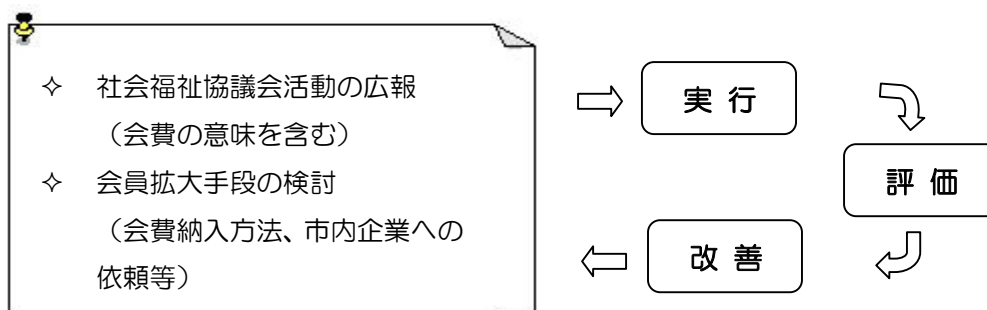 ✧ 社会福祉協議会活動の広報
（会費の意味を含む）
✧ 会員拡大手段の検討
（会費納入方法、市内企業への
依頼等）
実 行
評 価
改 善